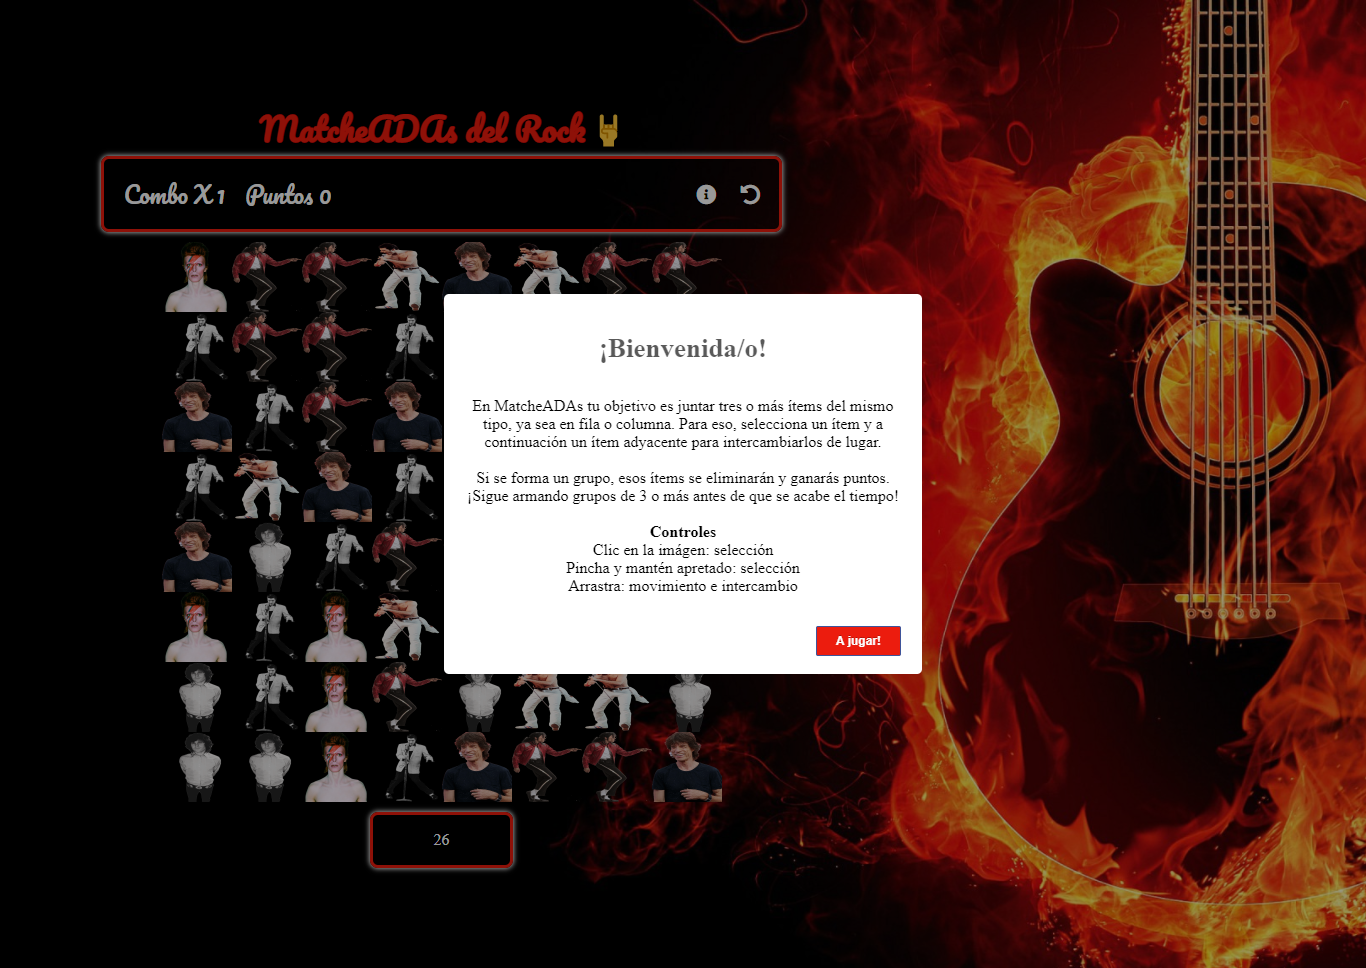 MatcheADAs del Rock 🤘
Combo X 1 Puntos 0
¡Bienvenida/o!
En MatcheADAs tu objetivo es juntar tres o más ítems del mismo
tipo, ya sea en fila o columna. Para eso, selecciona un ítem y a
continuación un ítem adyacente para intercambiarlos de lugar.
Si se forma un grupo, esos ítems se eliminarán y ganarás puntos.
¡Sigue armando grupos de 3 o más antes de que se acabe el tiempo!
Controles
Clic en la imágen: selección
Pincha y mantén apretado: selección
Arrastra: movimiento e intercambio
A jugar!
26